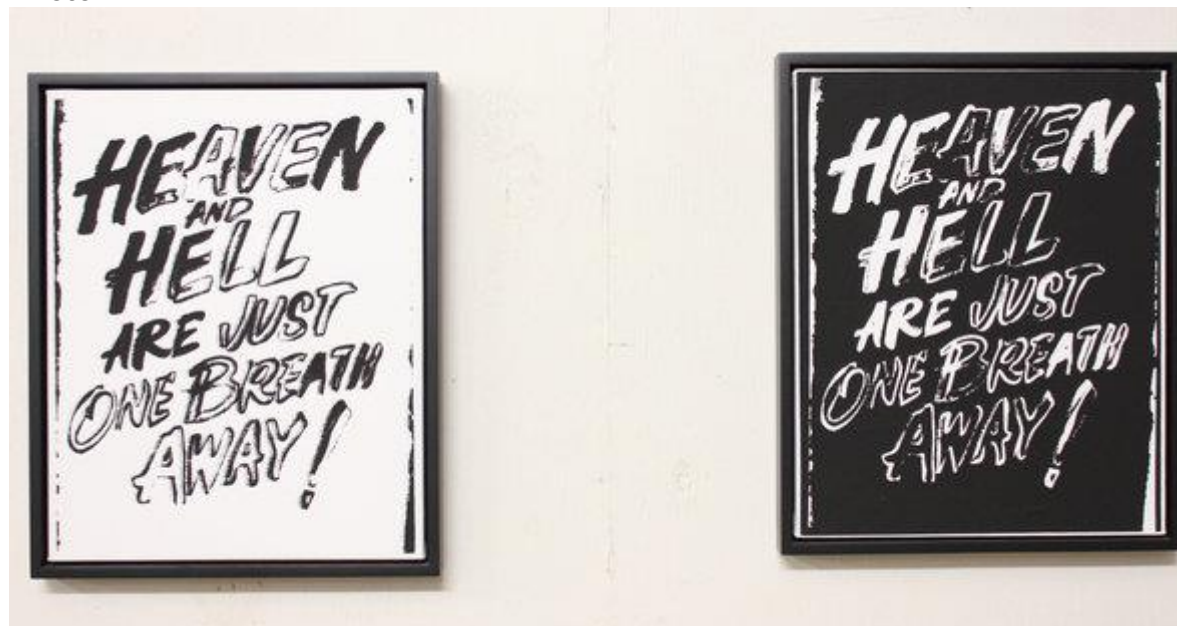 HEAVEN
AND
HELL
ARE JUST
ONE BREATH
AWAY!
HEAVEN
AND
HELL
ARE JUST
ONE BREATH
AWAY!